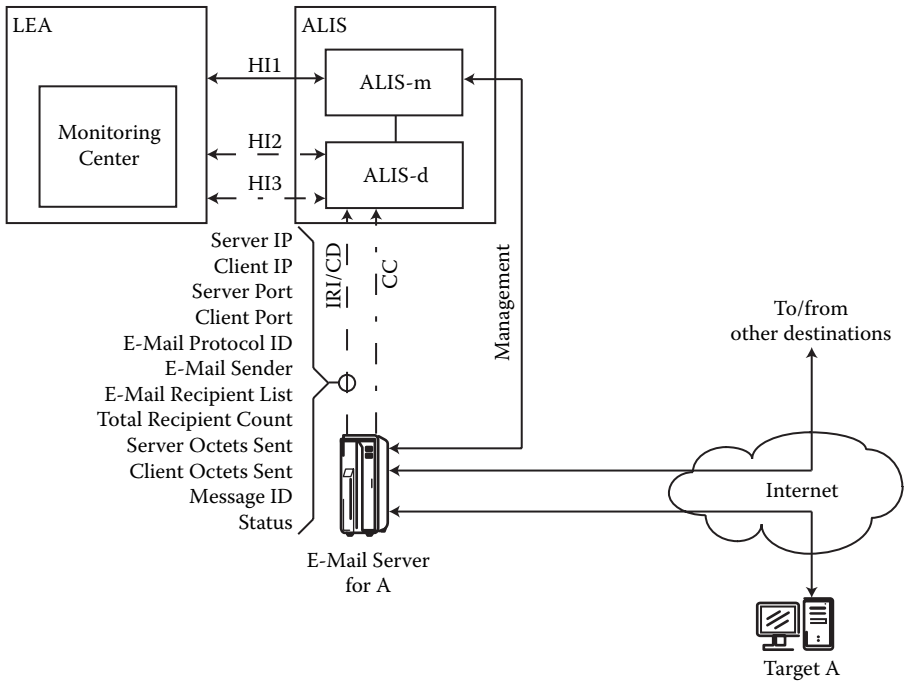 LEA
ALIS
HI1
ALIS-m
Monitoring
Center
HI2
ALIS-d
HI3
Server IP
Client IP
Server Port
Client Port
E-Mail Protocol ID
E-Mail Sender
E-Mail Recipient List
Total Recipient Count
Server Octets Sent
Client Octets Sent
Message ID
Status
IRI/CD
CC
Management
To/from
other destinations
Internet
E-Mail Server
for A
Target A